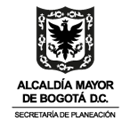 ALCALDÍA MAYOR
DE BOGOTÁ D.C.
SECRETARÍA DE PLANEACIÓN